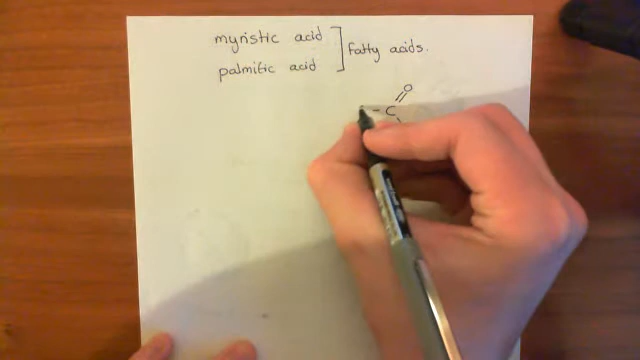 myristic acid
palmitic acid
fatty acids.
O
C